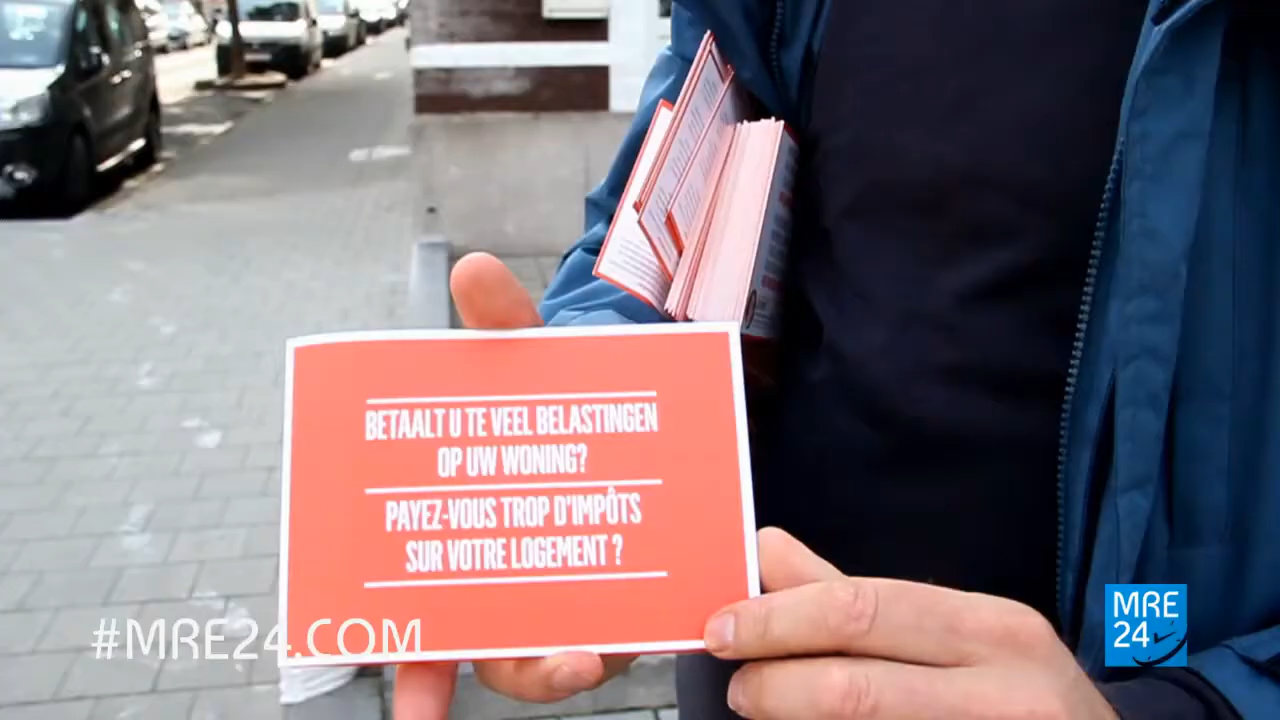 BETAALT U TE VEEL BELASTINGEN
OP UW WONING?
PAYEZ-VOUS TROP D'IMPÔTS
SUR VOTRE LOGEMENT ?
#MRE24.COM
MRE
24